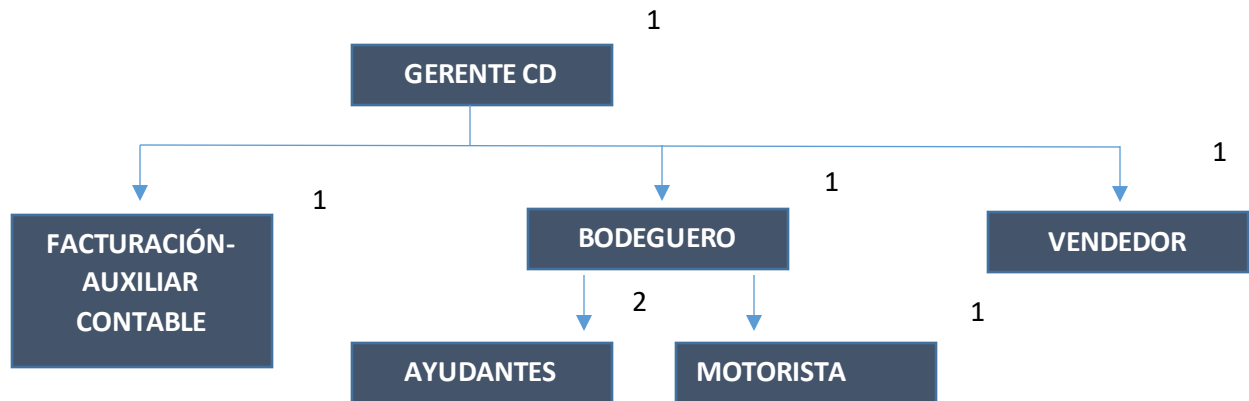 1
GERENTE CD
1
1
1
FACTURACIÓN-
AUXILIAR
CONTABLE
BODEGUERO
VENDEDOR
2
1
AYUDANTES
MOTORISTA